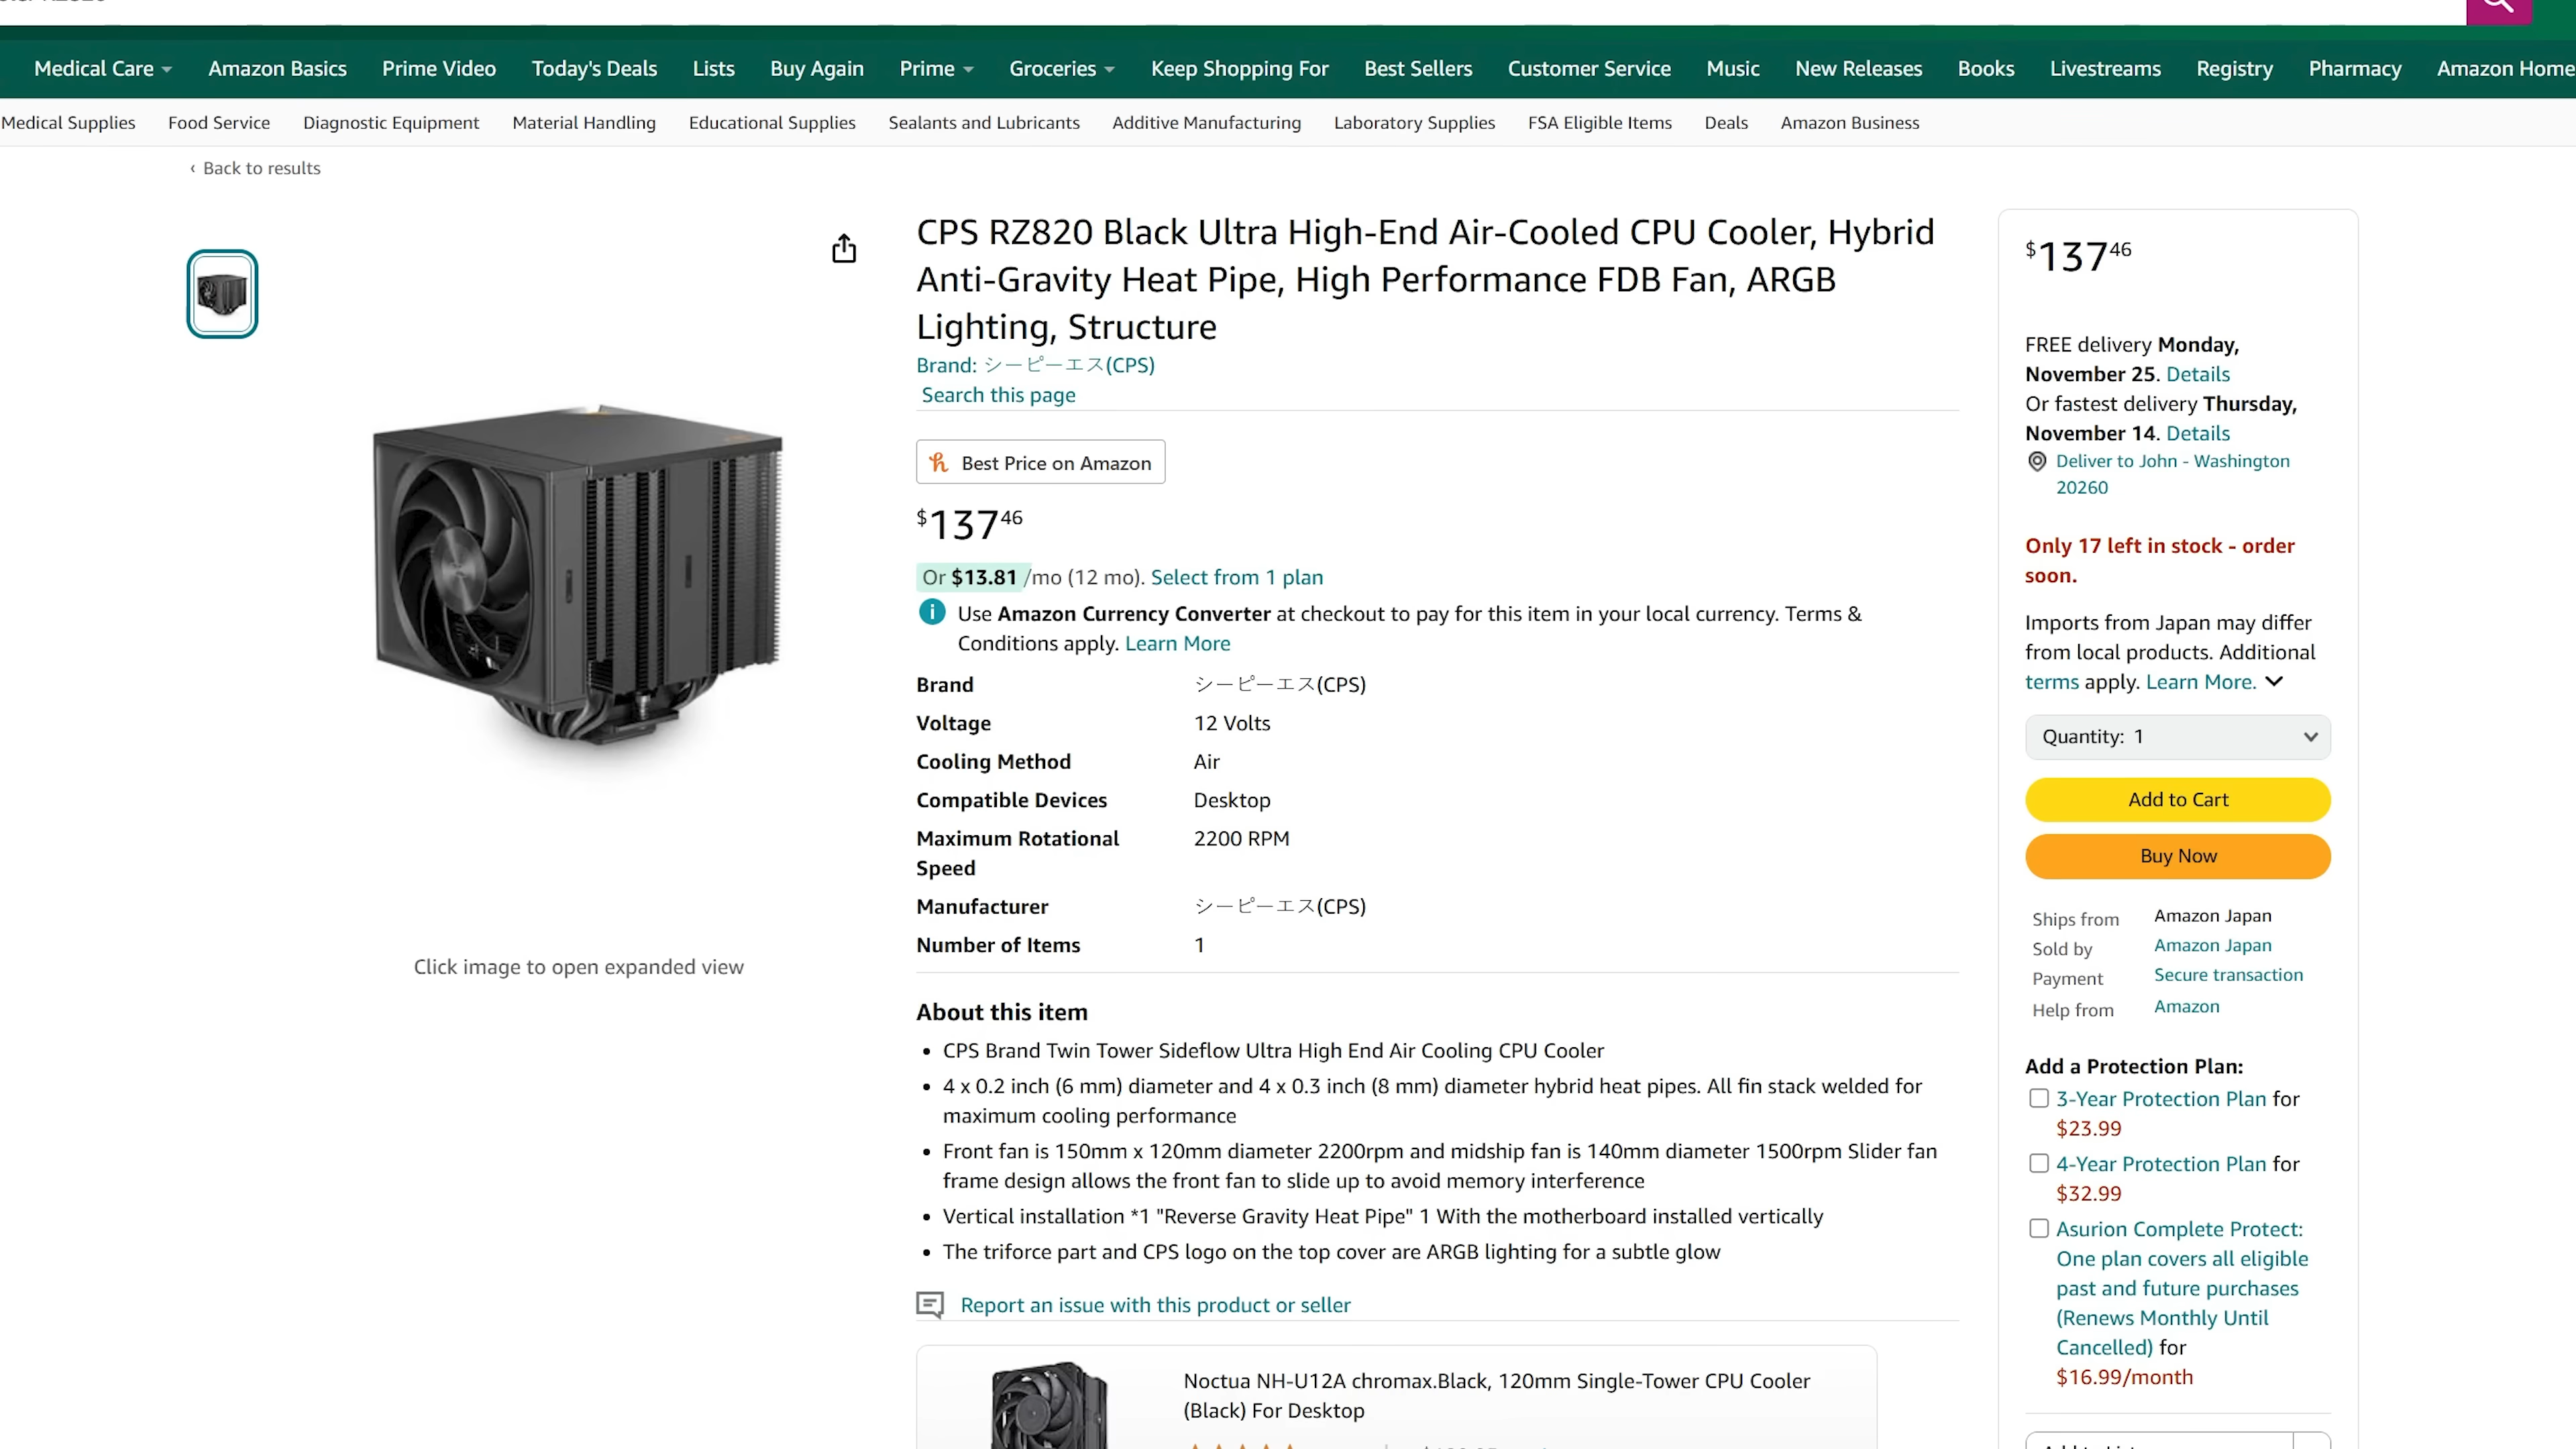 Medical Care
Amazon Basics
Prime Video
Today's Deals
Lists
Buy Again
Prime
Groceries
Keep Shopping For
Best Sellers
Customer Service
Music
New Releases
Books
Livestreams
Registry
Pharmacy
Amazon Home
Medical Supplies
Food Service
Diagnostic Equipment
Material Handling
Educational Supplies
Sealants and Lubricants
Additive Manufacturing
Laboratory Supplies
FSA Eligible Items
Deals
Amazon Business
‹ Back to results
Click image to open expanded view
CPS RZ820 Black Ultra High-End Air-Cooled CPU Cooler, Hybrid
Anti-Gravity Heat Pipe, High Performance FDB Fan, ARGB
Lighting, Structure
Brand: シーピーエス(CPS)
Search this page
Best Price on Amazon
$137 46
Or $13.81 /mo (12 mo). Select from 1 plan
Use Amazon Currency Converter at checkout to pay for this item in your local currency. Terms &
Conditions apply. Learn More
Brand シーピーエス(CPS)
Voltage 12 Volts
Cooling Method Air
Compatible Devices Desktop
Maximum Rotational 2200 RPM
Speed
Manufacturer シーピーエス(CPS)
Number of Items 1
About this item
• CPS Brand Twin Tower Sideflow Ultra High End Air Cooling CPU Cooler
• 4 x 0.2 inch (6 mm) diameter and 4 x 0.3 inch (8 mm) diameter hybrid heat pipes. All fin stack welded for
maximum cooling performance
• Front fan is 150mm x 120mm diameter 2200rpm and midship fan is 140mm diameter 1500rpm Slider fan
frame design allows the front fan to slide up to avoid memory interference
• Vertical installation *1 "Reverse Gravity Heat Pipe" 1 With the motherboard installed vertically
• The triforce part and CPS logo on the top cover are ARGB lighting for a subtle glow
Report an issue with this product or seller
Noctua NH-U12A chromax.Black, 120mm Single-Tower CPU Cooler
(Black) For Desktop
$137 46
FREE delivery Monday,
November 25. Details
Or fastest delivery Thursday,
November 14. Details
Deliver to John - Washington
20260
Only 17 left in stock - order
soon.
Imports from Japan may differ
from local products. Additional
terms apply. Learn More.
Quantity: 1
Add to Cart
Buy Now
Ships from Amazon Japan
Sold by Amazon Japan
Payment Secure transaction
Help from Amazon
Add a Protection Plan:
3-Year Protection Plan for
$23.99
4-Year Protection Plan for
$32.99
Asurion Complete Protect:
One plan covers all eligible
past and future purchases
(Renews Monthly Until
Cancelled) for
$16.99/month